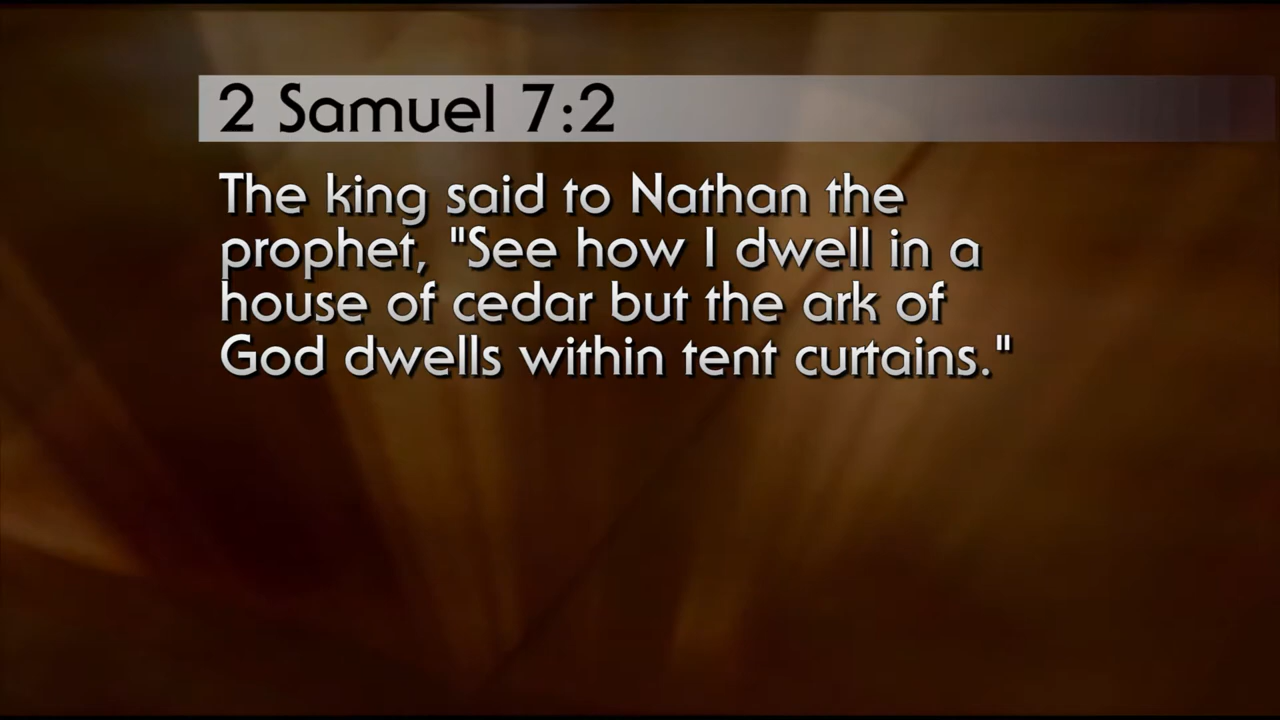 2 Samuel 7:2
The king said to Nathan the
prophet, "See how I dwell in a
house of cedar but the ark of
God dwells within tent curtains."